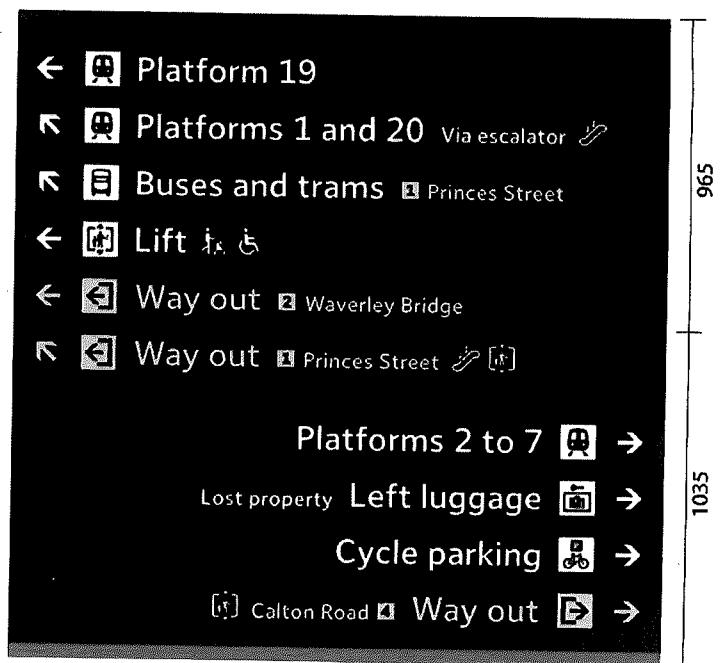 Platform 19
Platforms 1 and 20 Via escalator
Buses and trams 1 Princes Street
Lift
Way out 2 Waverley Bridge
Way out 1 Princes Street
Platforms 2 to 7
Lost property Left luggage
Cycle parking
Calton Road 4 Way out
965
1035